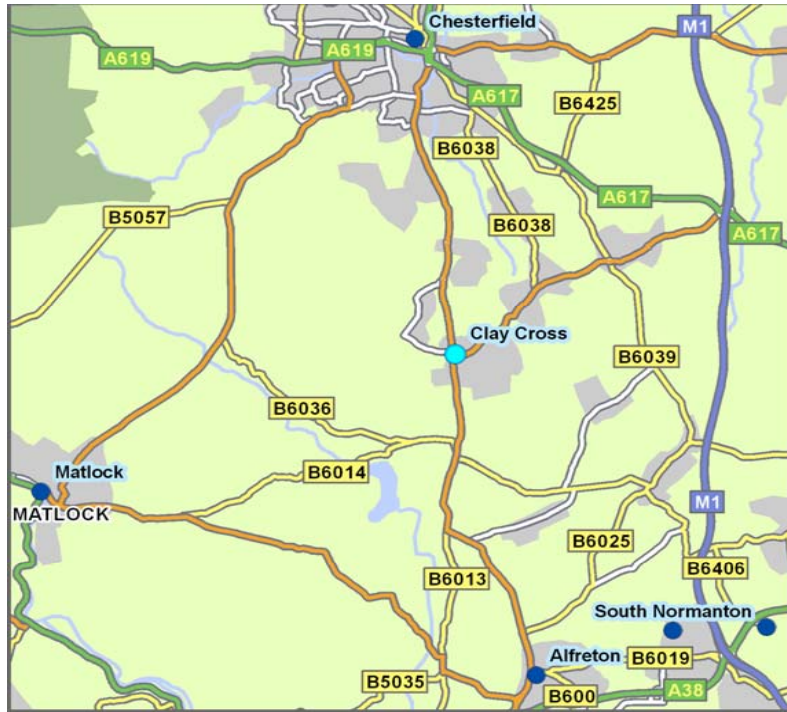 Chesterfield
M1
A619
A619
A617
B6425
B6038
A617
B5057
B6038
A617
Clay Cross
B6039
B6036
Matlock
B6014
MATLOCK
M1
B6025
B6406
B6013
South Normanton
Alfreton
B6019
B5035
B600
A38